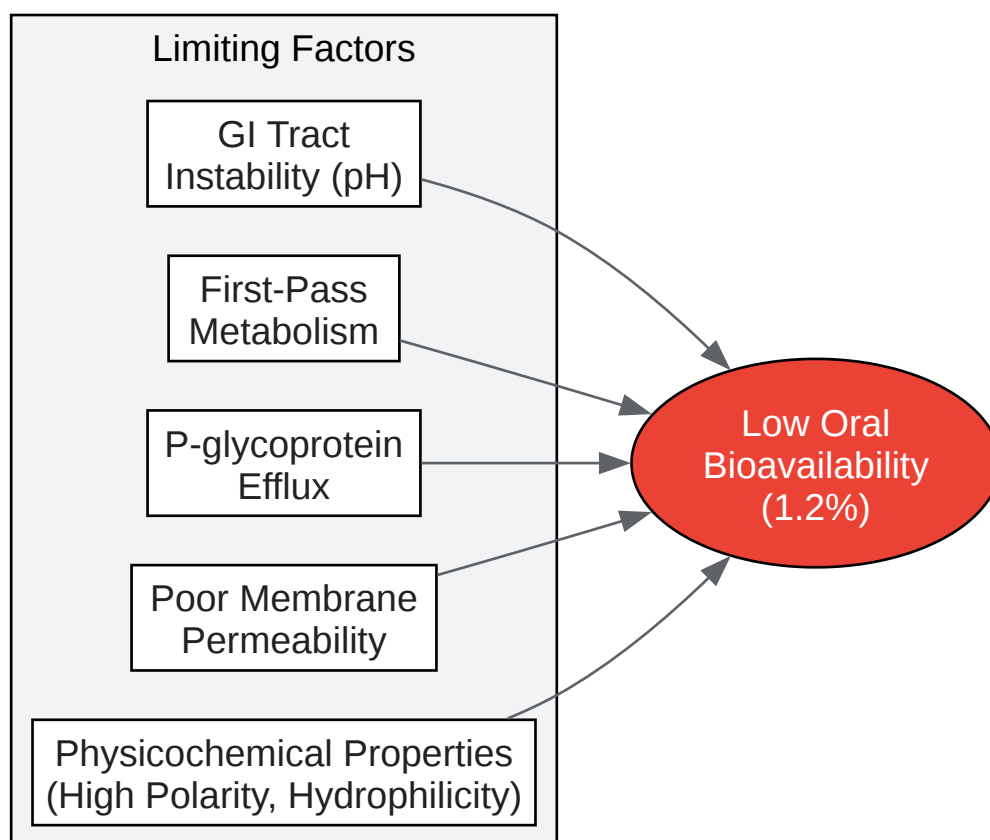 Limiting Factors
GI Tract
Instability (pH)
First-Pass
Metabolism
P-glycoprotein
Efflux
Poor Membrane
Permeability
Physicochemical Properties
(High Polarity, Hydrophilicity)
Low Oral
Bioavailability
(1.2%)